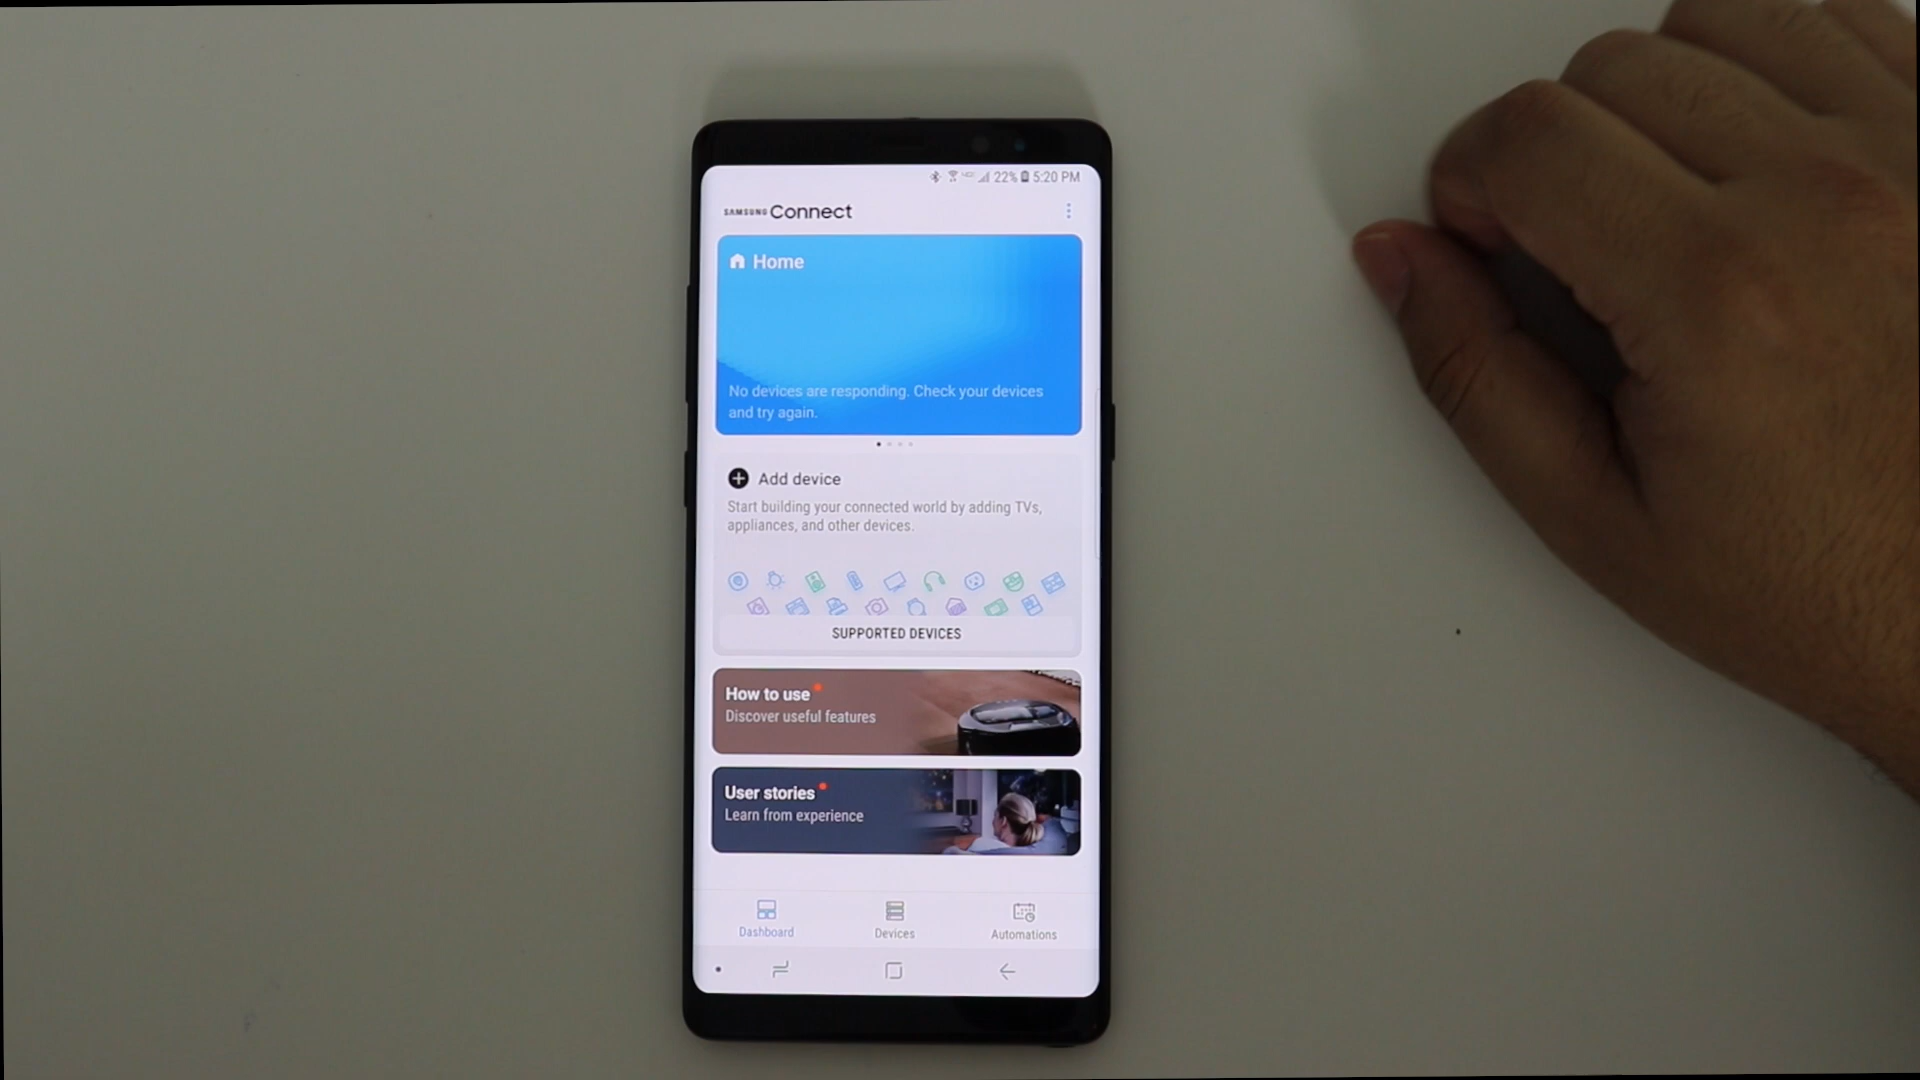 22% 5:20 PM
SAMSUNG Connect
Home
No devices are responding. Check your devices
and try again.
Add device
Start building your connected world by adding TVs,
appliances, and other devices.
SUPPORTED DEVICES
How to use
Discover useful features
User stories
Learn from experience
Dashboard
Devices
Automations